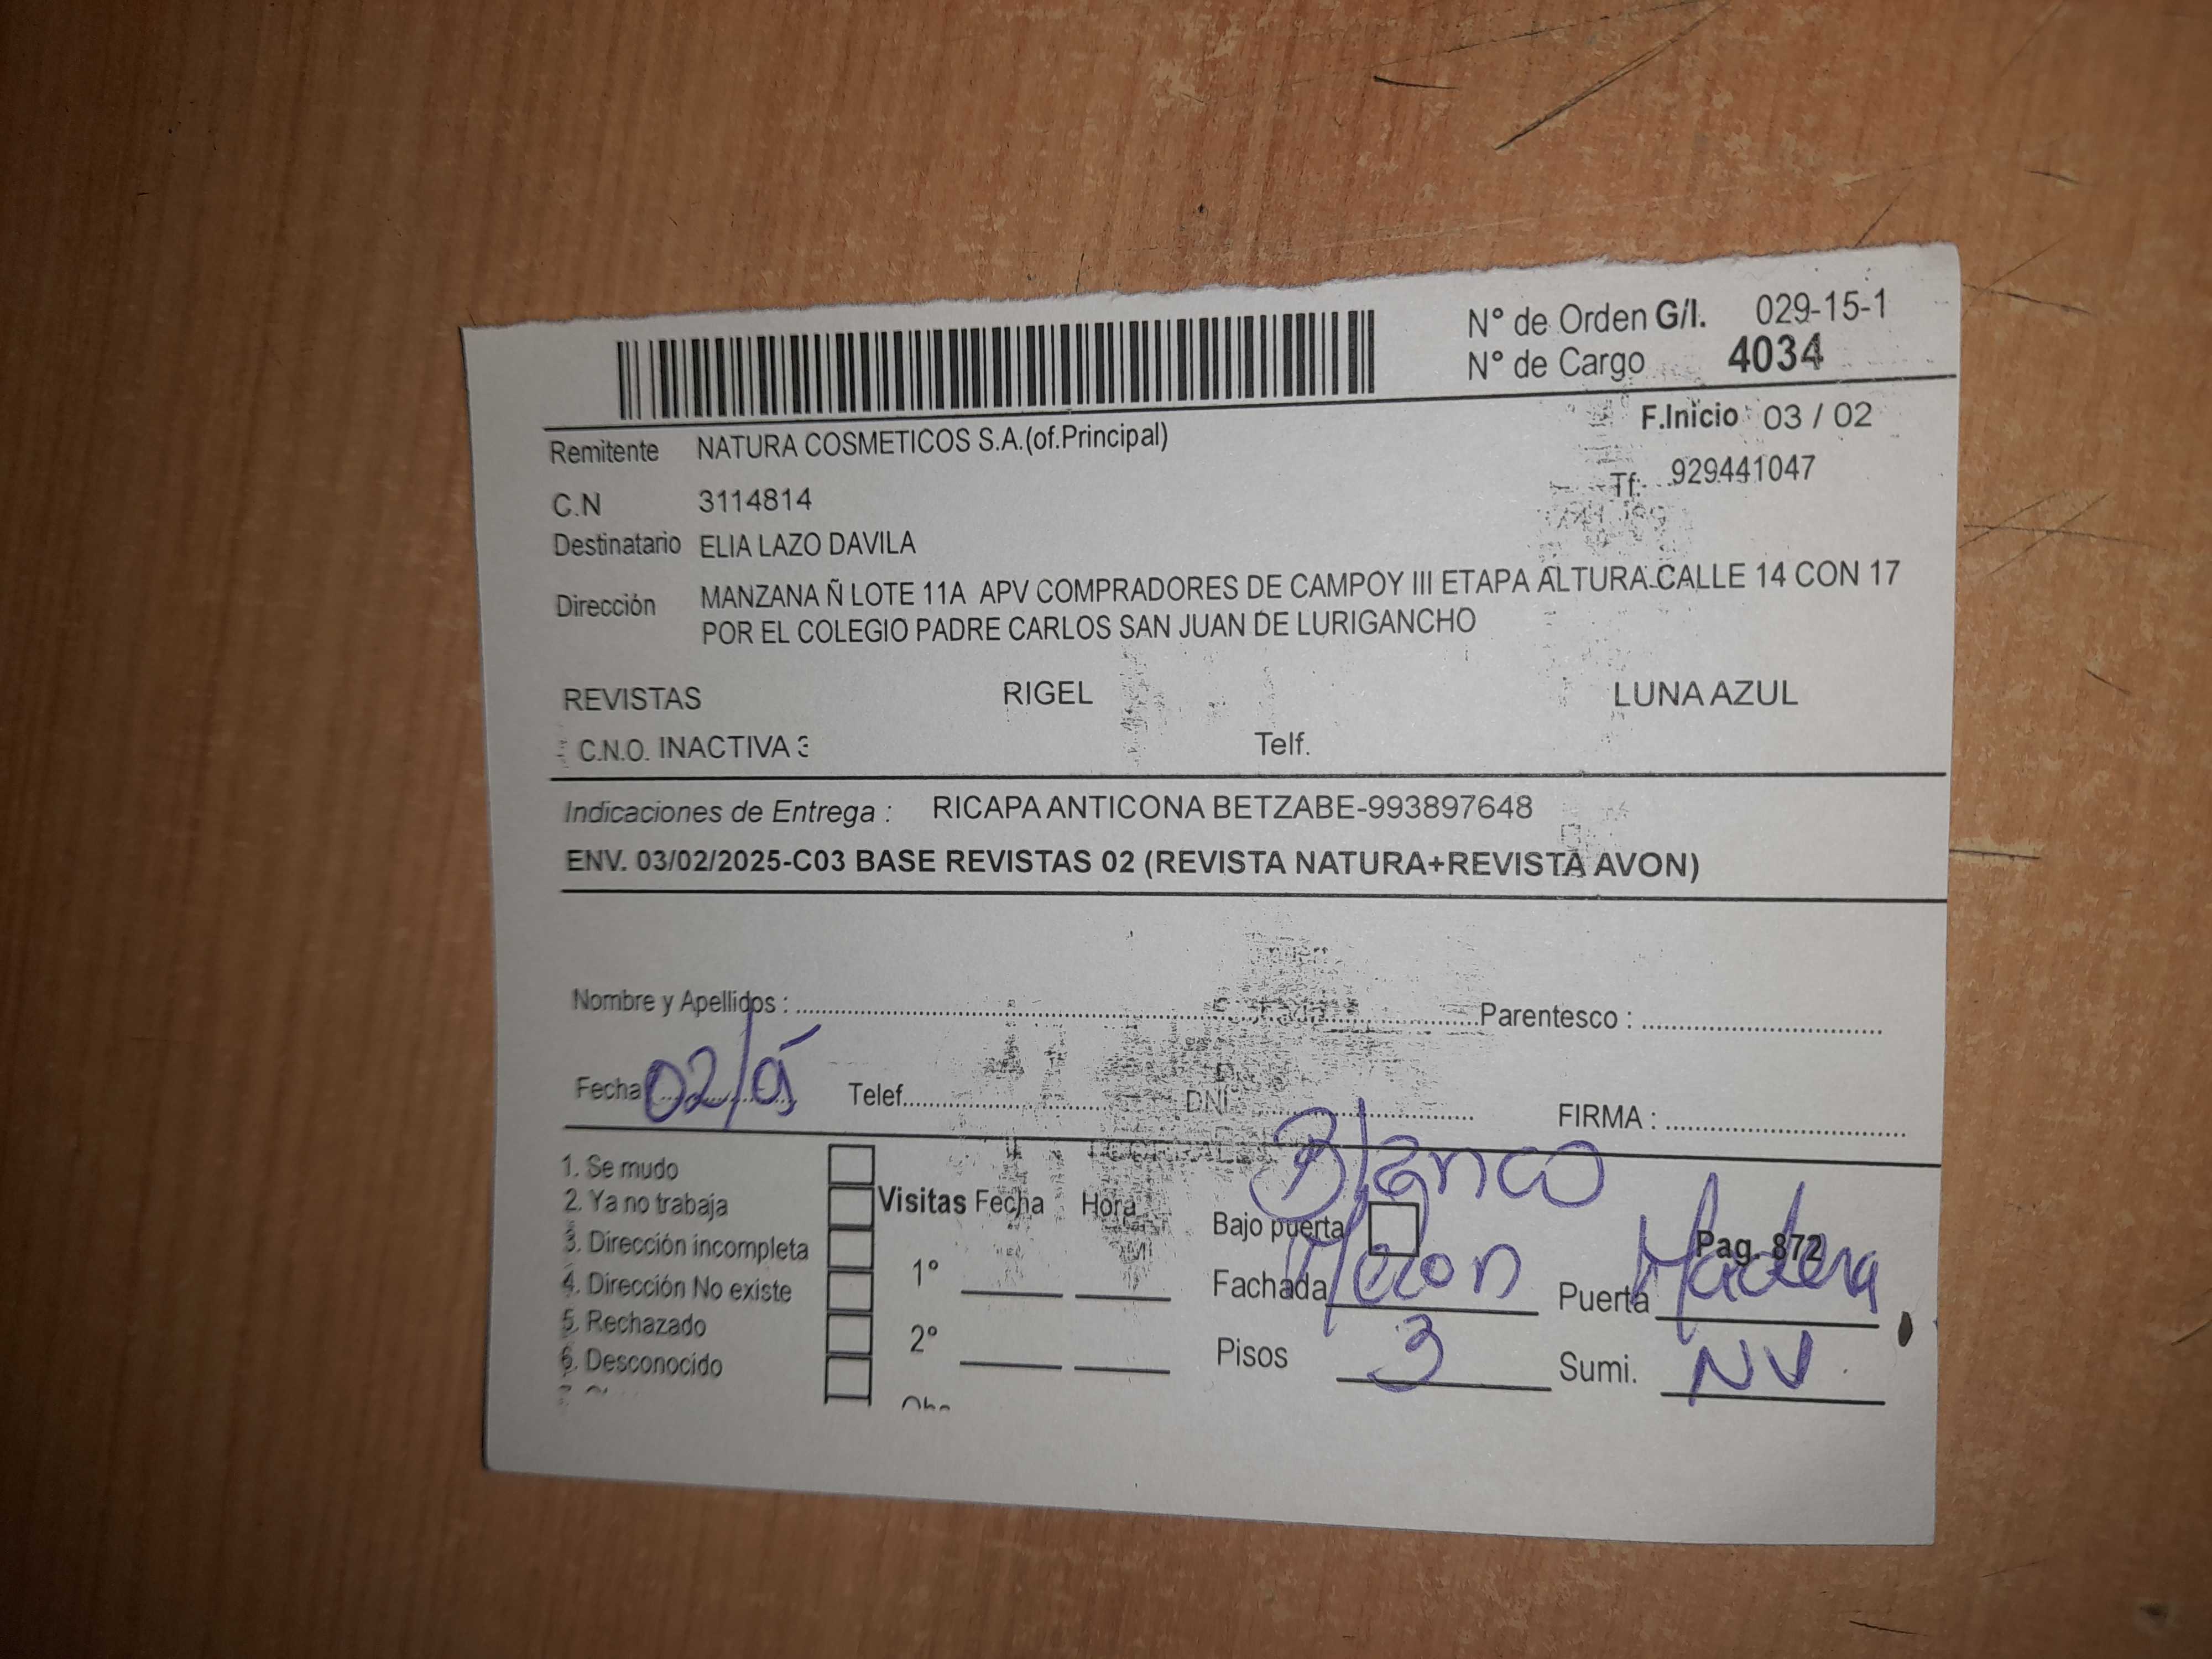 Nº de Orden G/I. 029-15-1
Nº de Cargo 4034
F.Inicio 03 / 02
Remitente NATURA COSMETICOS S.A.(of.Principal)
Tf: 929441047
C.N 3114814
Destinatario ELIA LAZO DAVILA
Dirección MANZANA Ñ LOTE 11A APV COMPRADORES DE CAMPOY III ETAPA ALTURA CALLE 14 CON 17
POR EL COLEGIO PADRE CARLOS SAN JUAN DE LURIGANCHO
REVISTAS RIGEL LUNA AZUL
C.N.O. INACTIVA 3 Telf.
Indicaciones de Entrega : RICAPA ANTICONA BETZABE-993897648
ENV. 03/02/2025-C03 BASE REVISTAS 02 (REVISTA NATURA+REVISTA AVON)
Nombre y Apellidos : Parentesco :
Fecha 02/ Telef. DNI FIRMA :
Blanco
1. Se mudo
2. Ya no trabaja Visitas Fecha Hora Bajo puerta Pag. 872
3. Dirección incompleta
4. Dirección No existe 1º Fachada Puerta Madera
5. Rechazado
6. Desconocido 2º Pisos 3 Sumi. NV